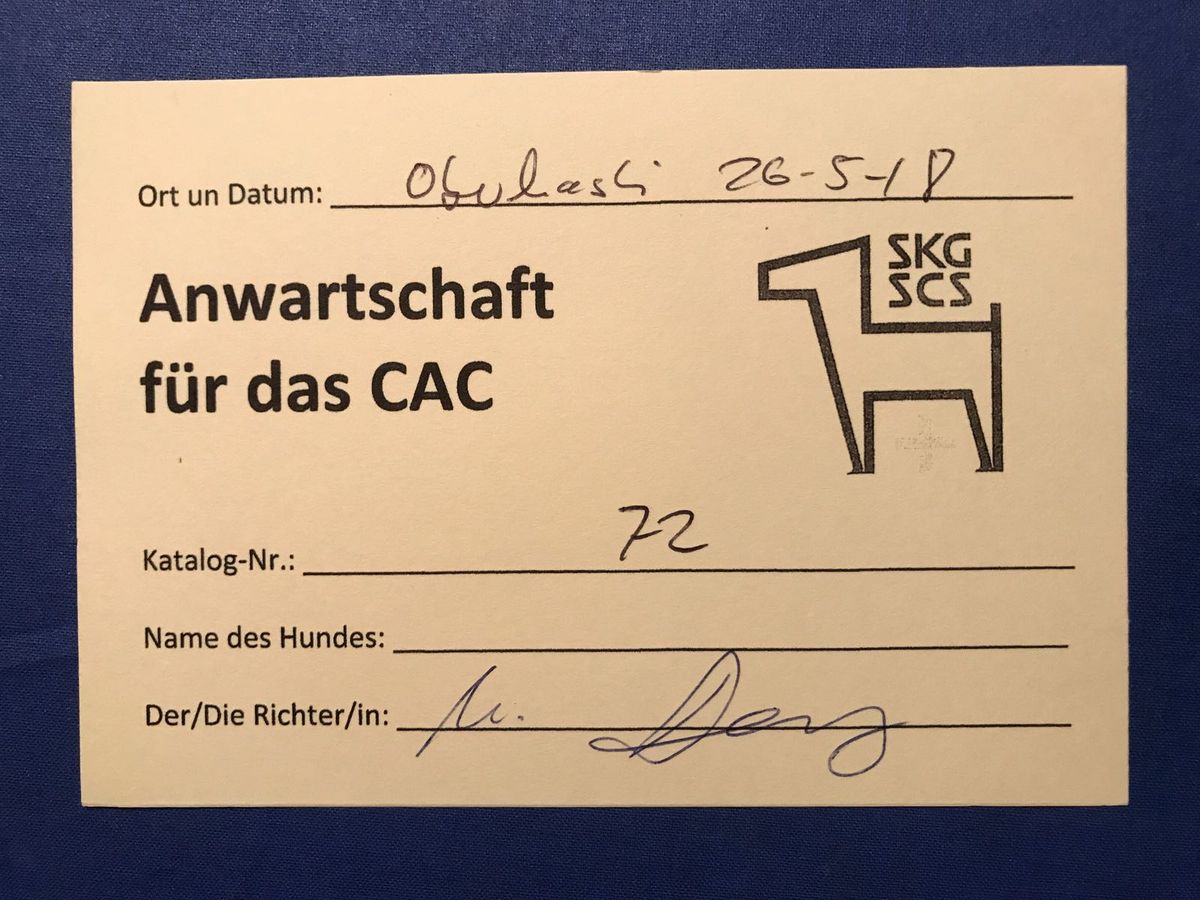 Ort un Datum: 26-5-18
SKG
SCS
Anwartschaft
für das CAC
Katalog-Nr.: 72
Name des Hundes:
Der/Die Richter/in: